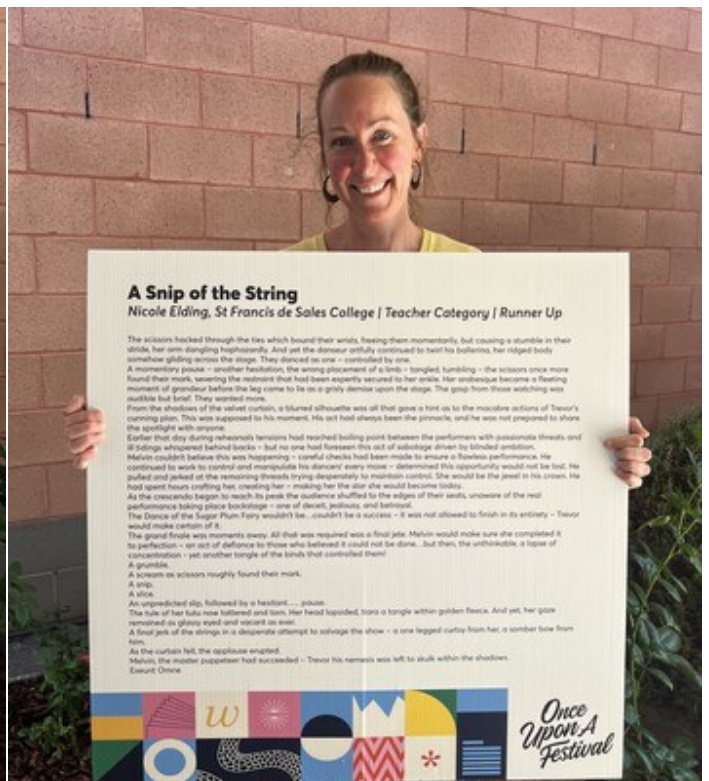 A Snip of the String
Nicole Elding, St Francis de Sales College | Teacher Category | Runner Up
The scissors hacked through the ties which bound their wrists, freeing them momentarily, but causing a stumble in their
stride, her arm dangling haphazardly. And yet the danseur artfully continued to twirl his ballerina, her ridged body
somehow gliding across the stage. They danced as one – controlled by one.
A momentary pause – another hesitation, the wrong placement of a limb – tangled, tumbling – the scissors once more
found their mark, severing the restraint that had been expertly secured to her ankle. Her arabesque became a fleeting
moment of grandeur before the leg came to lie as a grisly demise upon the stage. The gasp from those watching was
audible but brief. They wanted more.
From the shadows of the velvet curtain, a blurred silhouette was all that gave a hint as to the macabre actions of Trevor's
cunning plan. This was supposed to his moment. His act had always been the pinnacle, and he was not prepared to share
the spotlight with anyone.
Earlier that day during rehearsals tensions had reached boiling point between the performers with passionate threats and
ill tidings whispered behind backs – but no one had foreseen this act of sabotage driven by blinded ambition.
Melvin couldn't believe this was happening – careful checks had been made to ensure a flawless performance. He
continued to work to control and manipulate his dancers' every move – determined this opportunity would not be lost. He
pulled and jerked at the remaining threads trying desperately to maintain control. She would be the jewel in his crown. He
had spent hours crafting her, creating her – making her the star she would become today.
As the crescendo began to reach its peak the audience shuffled to the edges of their seats, unaware of the real
performance taking place backstage – one of deceit, jealousy, and betrayal.
The Dance of the Sugar Plum Fairy wouldn't be...couldn't be a success – it was not allowed to finish in its entirety – Trevor
would make certain of it.
The grand finale was moments away. All that was required was a final jete. Melvin would make sure she completed it
to perfection – an act of defiance to those who believed it could not be done...but then, the unthinkable, a lapse of
concentration - yet another tangle of the binds that controlled them!
A grumble.
A scream as scissors roughly found their mark.
A snip.
A slice.
An unpredicted slip, followed by a hesitant..... pause.
The tule of her tutu now tattered and torn. Her head lopsided, tiara a tangle within golden fleece. And yet, her gaze
remained as glassy eyed and vacant as ever.
A final jerk of the strings in a desperate attempt to salvage the show – a one legged curtsy from her, a somber bow from
him.
As the curtain fell, the applause erupted.
Melvin, the master puppeteer had succeeded – Trevor his nemesis was left to skulk within the shadows.
Exeunt Omne
w
Once
Upon A
Festival